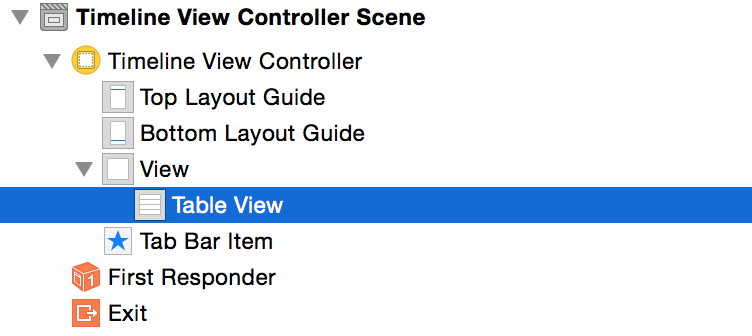 Timeline View Controller Scene
Timeline View Controller
Top Layout Guide
Bottom Layout Guide
View
Table View
Tab Bar Item
First Responder
Exit